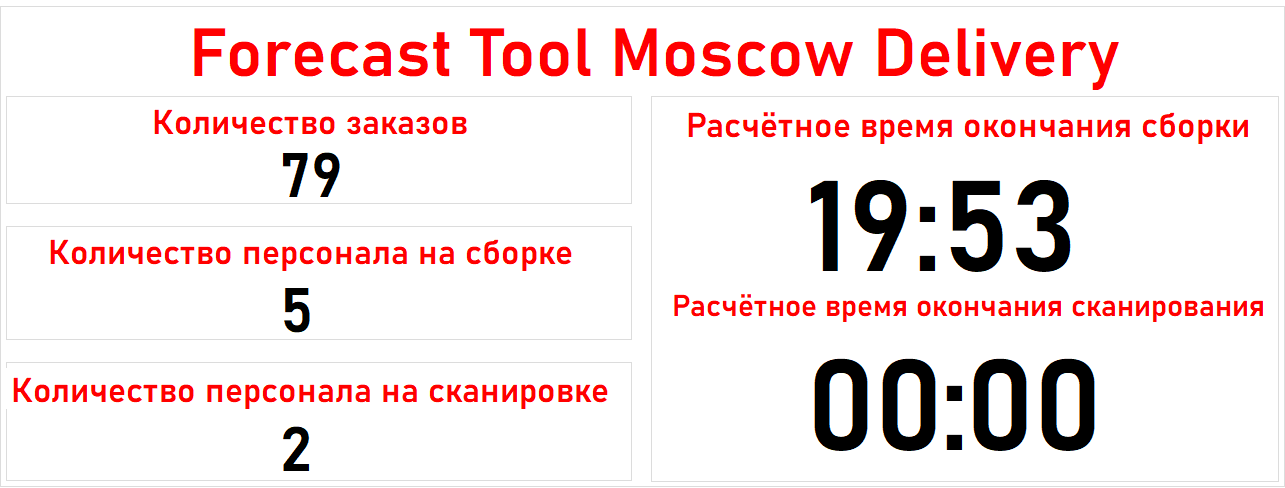 Forecast Tool Moscow Delivery
Количество заказов
79
Количество персонала на сборке
5
Количество персонала на сканировке
2
Расчётное время окончания сборки
19:53
Расчётное время окончания сканирования
00:00